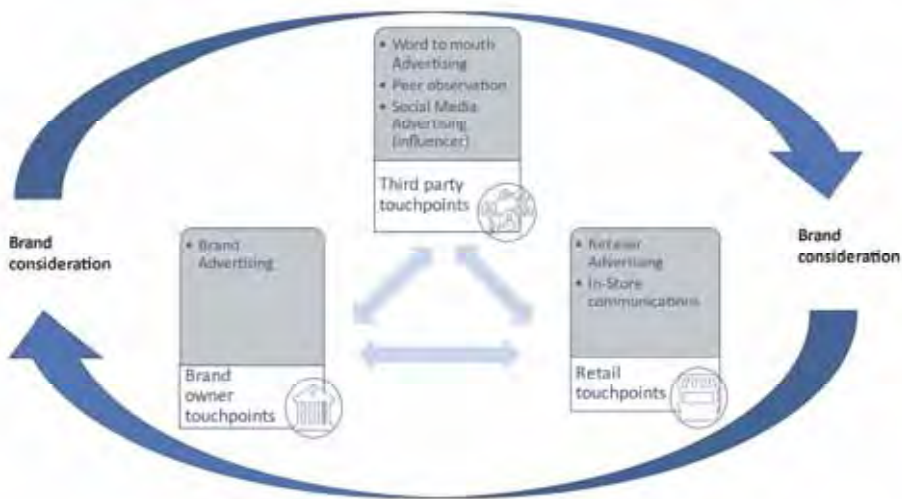 • Word to mouth
Advertising
• Peer observation
• Social Media
Advertising
(influencer)
Third party
touchpoints
Brand
consideration
• Brand
Advertising
Brand
owner
touchpoints
• Retailer
Advertising
• In-Store
communications
Retail
touchpoints
Brand
consideration